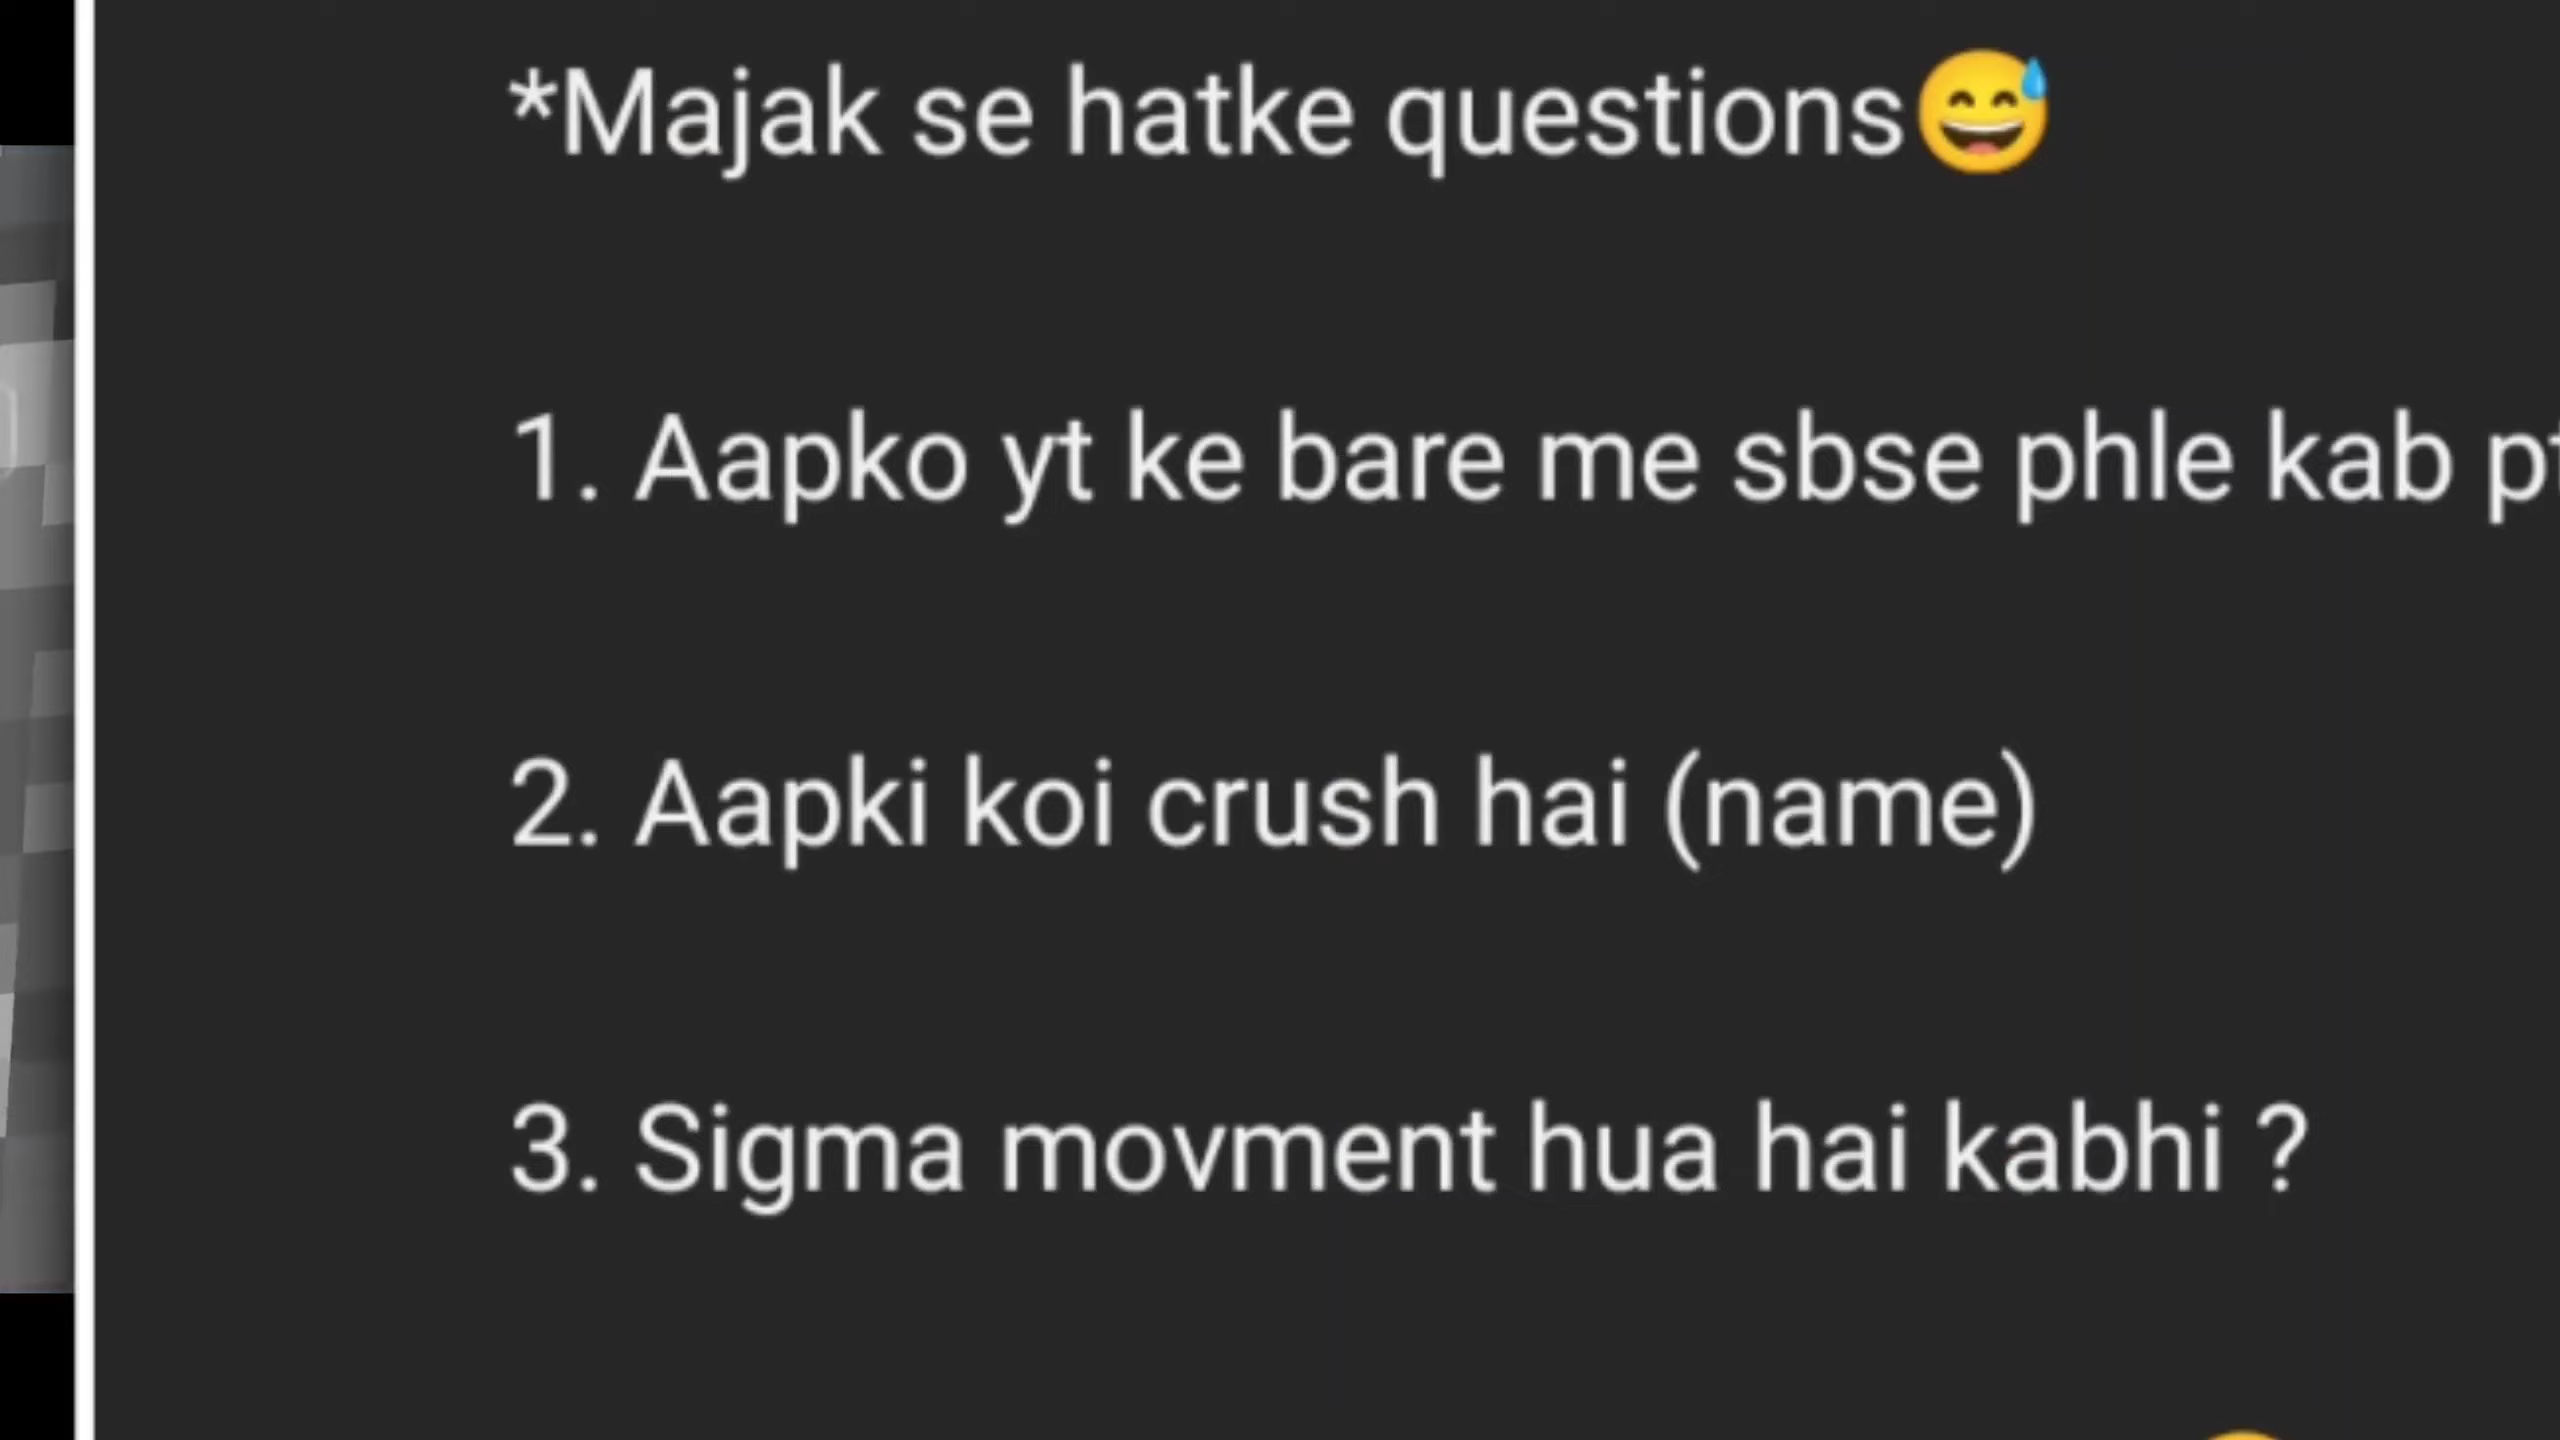 *Majak se hatke questions😅
1. Aapko yt ke bare me sbse phle kab
2. Aapki koi crush hai (name)
3. Sigma movment hua hai kabhi ?